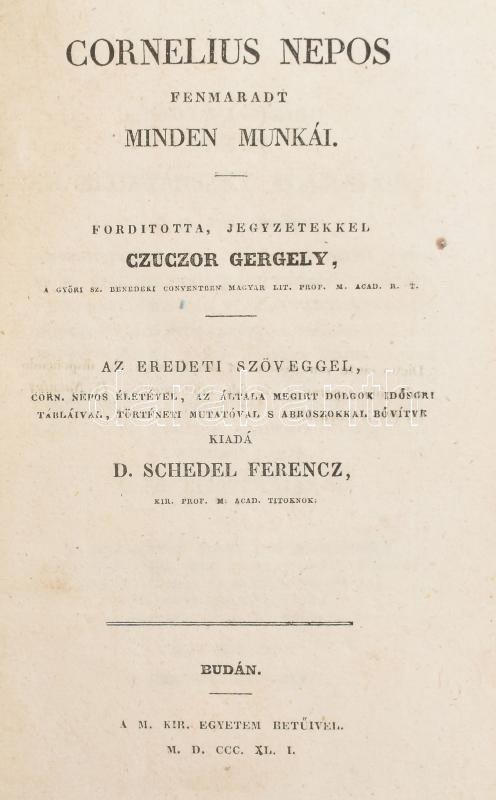 CORNELIUS NEPOS
FENMARADT
MINDEN MUNKÁI.
FORDITOTTA, JEGYZETEKKEL
CZUCZOR GERGELY,
A GYŐRI SZ. BENEDEKI CONVENTBEN MAGYAR LIT. PROF. M. ACAD. R. T.
AZ EREDETI SZÖVEGGEL,
CORN. NEPOS ÉLETÉVEL, AZ ÁLTALA MEGIRT DOLGOK IDŐSORI
TÁBLÁIVAL, TÖRTÉNETI MUTATÓVAL S ABROSZOKKAL BŐVÍTVE
KIADÁ
D. SCHEDEL FERENCZ,
KIR. PROF. M. ACAD. TITOKNOK.
BUDÁN.
A M. KIR. EGYETEM BETŰIVEL.
M. D. CCC. XL. I.
darabanth